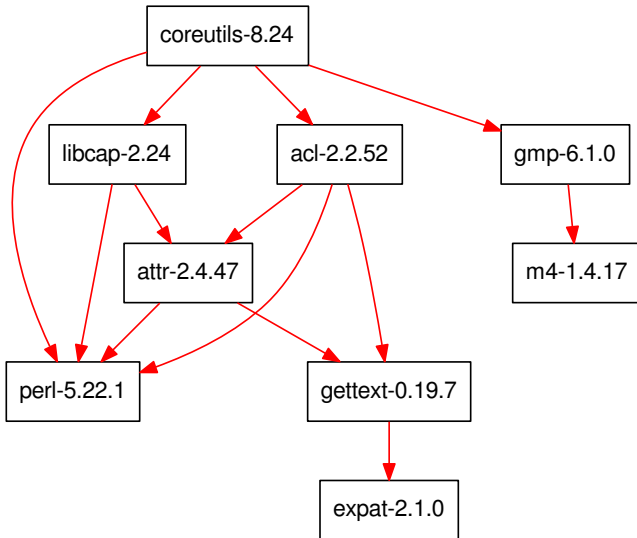 coreutils-8.24
libcap-2.24
acl-2.2.52
gmp-6.1.0
attr-2.4.47
m4-1.4.17
perl-5.22.1
gettext-0.19.7
expat-2.1.0